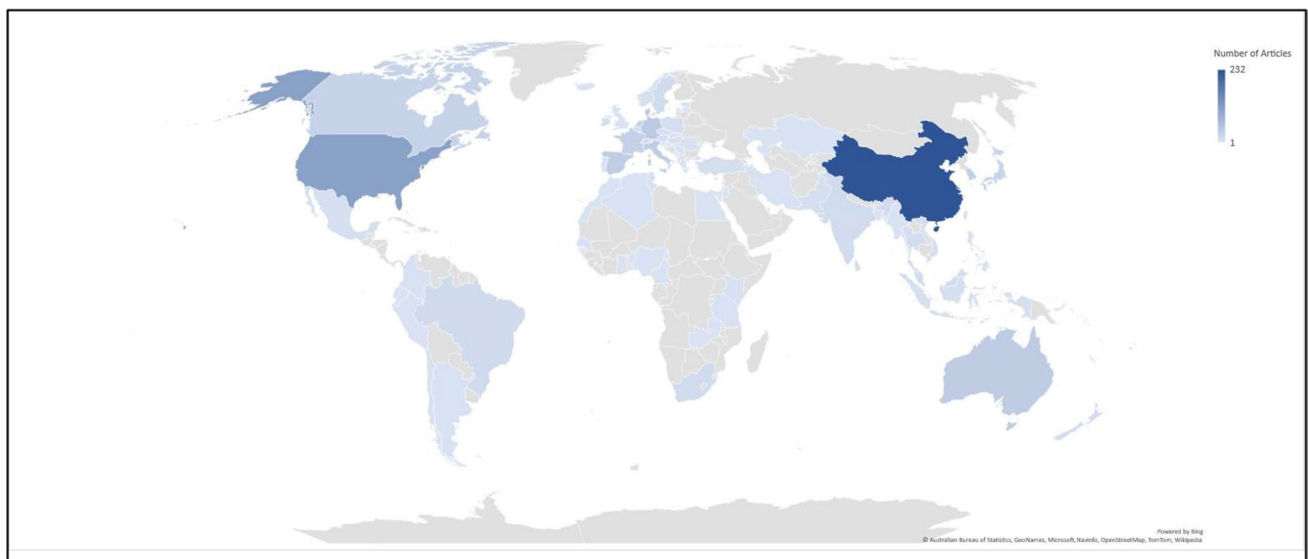 Number of Articles
232
1
Powered by Bing
© Australian Bureau of Statistics, GeoNames, Microsoft, Navinfo, OpenStreetMap, TomTom, Wikipedia